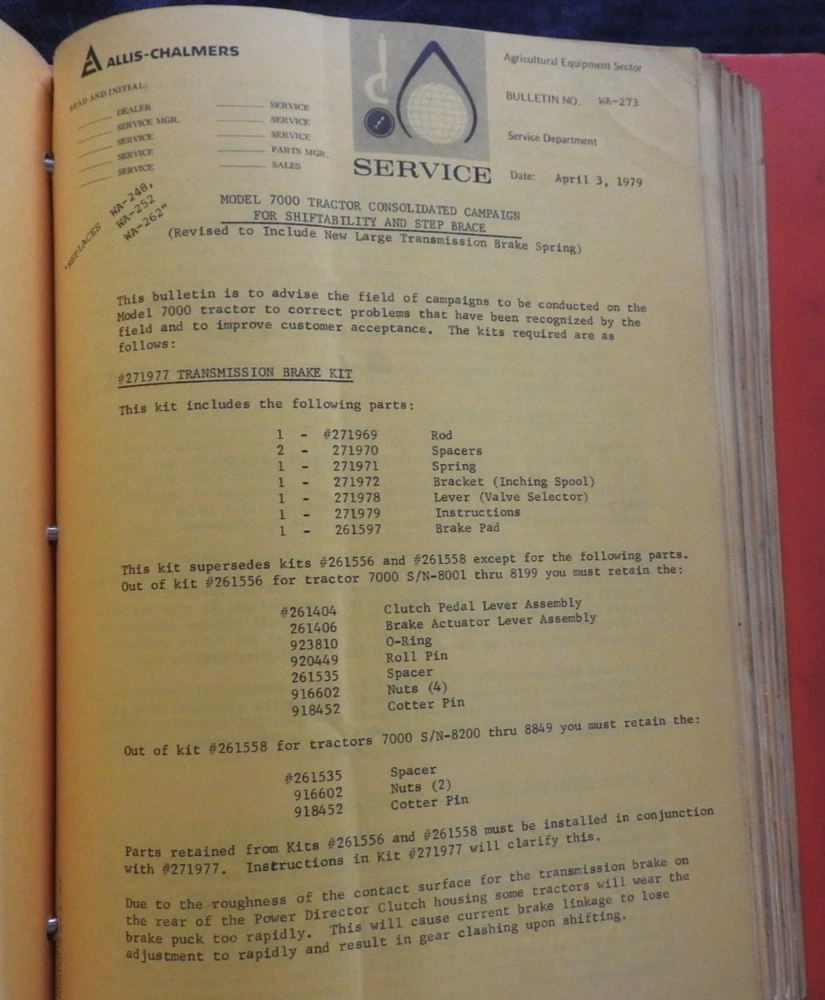 ALLIS-CHALMERS
READ AND INITIAL:
DEALER
SERVICE MGR.
SERVICE
SERVICE
SERVICE
SERVICE
SERVICE
SERVICE
PARTS MGR.
SALES
SERVICE
Agricultural Equipment Sector
BULLETIN NO. WA-273
Service Department
Date: April 3, 1979
"REPLACES WA-248,
WA-252
WA-262"
MODEL 7000 TRACTOR CONSOLIDATED CAMPAIGN
FOR SHIFTABILITY AND STEP BRACE
(Revised to Include New Large Transmission Brake Spring)
This bulletin is to advise the field of campaigns to be conducted on the
Model 7000 tractor to correct problems that have been recognized by the
field and to improve customer acceptance. The kits required are as
follows:
#271977 TRANSMISSION BRAKE KIT
This kit includes the following parts:
1 - #271969 Rod
2 - 271970 Spacers
1 - 271971 Spring
1 - 271972 Bracket (Inching Spool)
1 - 271978 Lever (Valve Selector)
1 - 271979 Instructions
1 - 261597 Brake Pad
This kit supersedes kits #261556 and #261558 except for the following parts.
Out of kit #261556 for tractor 7000 S/N-8001 thru 8199 you must retain the:
#261404 Clutch Pedal Lever Assembly
261406 Brake Actuator Lever Assembly
923810 O-Ring
920449 Roll Pin
261535 Spacer
916602 Nuts (4)
918452 Cotter Pin
Out of kit #261558 for tractors 7000 S/N-8200 thru 8849 you must retain the:
#261535 Spacer
916602 Nuts (2)
918452 Cotter Pin
Parts retained from Kits #261556 and #261558 must be installed in conjunction
with #271977. Instructions in Kit #271977 will clarify this.
Due to the roughness of the contact surface for the transmission brake on
the rear of the Power Director Clutch housing some tractors will wear the
brake puck too rapidly. This will cause current brake linkage to lose
adjustment to rapidly and result in gear clashing upon shifting.